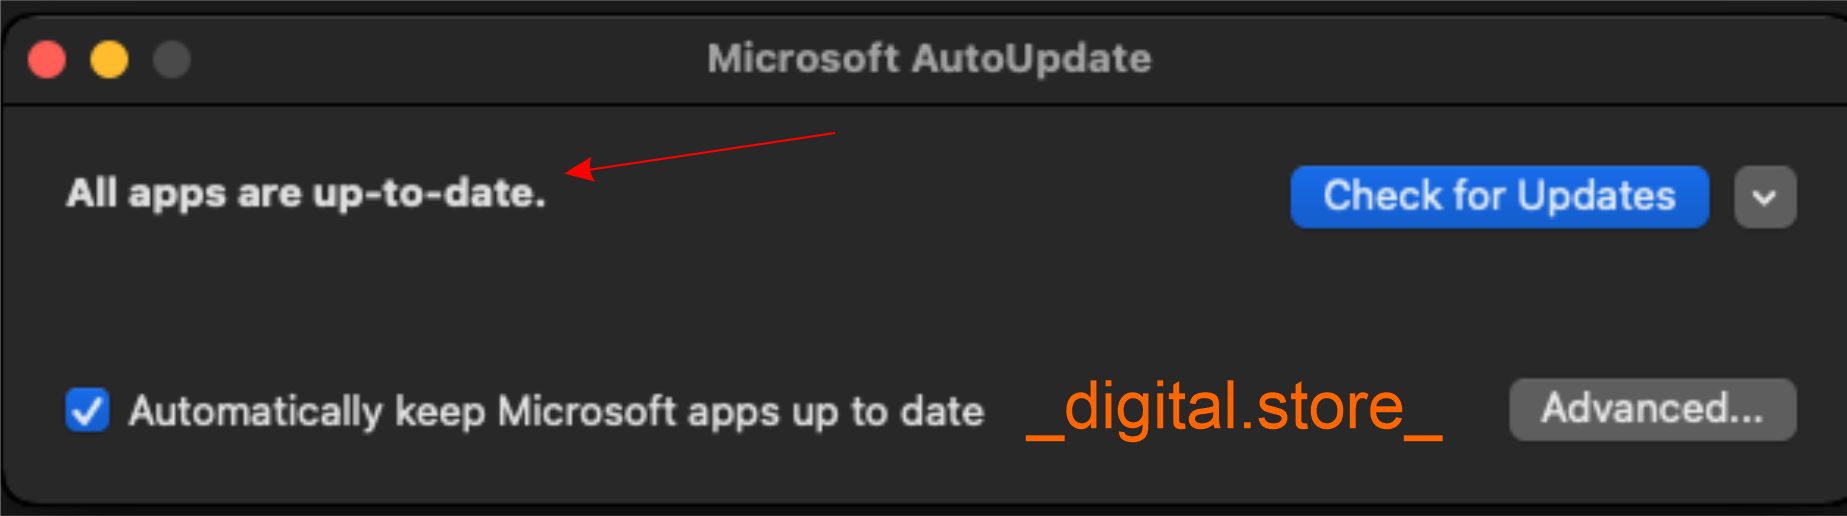 Microsoft AutoUpdate
All apps are up-to-date.
Check for Updates
Automatically keep Microsoft apps up to date
_digital.store_
Advanced...